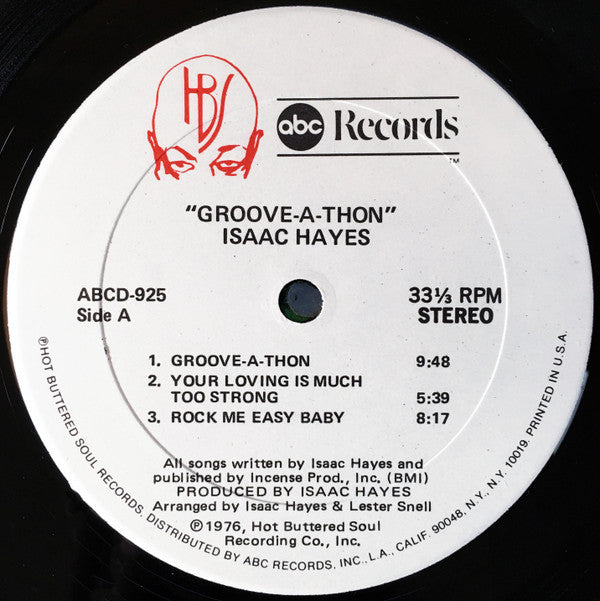 HBS
abc Records
TM
"GROOVE-A-THON"
ISAAC HAYES
ABCD-925
Side A
33⅓ RPM
STEREO
1. GROOVE-A-THON 9:48
2. YOUR LOVING IS MUCH
TOO STRONG 5:39
3. ROCK ME EASY BABY 8:17
All songs written by Isaac Hayes and
published by Incense Prod., Inc. (BMI)
PRODUCED BY ISAAC HAYES
Arranged by Isaac Hayes & Lester Snell
℗1976, Hot Buttered Soul
Recording Co., Inc.
℗HOT BUTTERED SOUL RECORDS, DISTRIBUTED BY ABC RECORDS, INC., L.A., CALIF. 90048, N.Y., N.Y. 10019. PRINTED IN U.S.A.